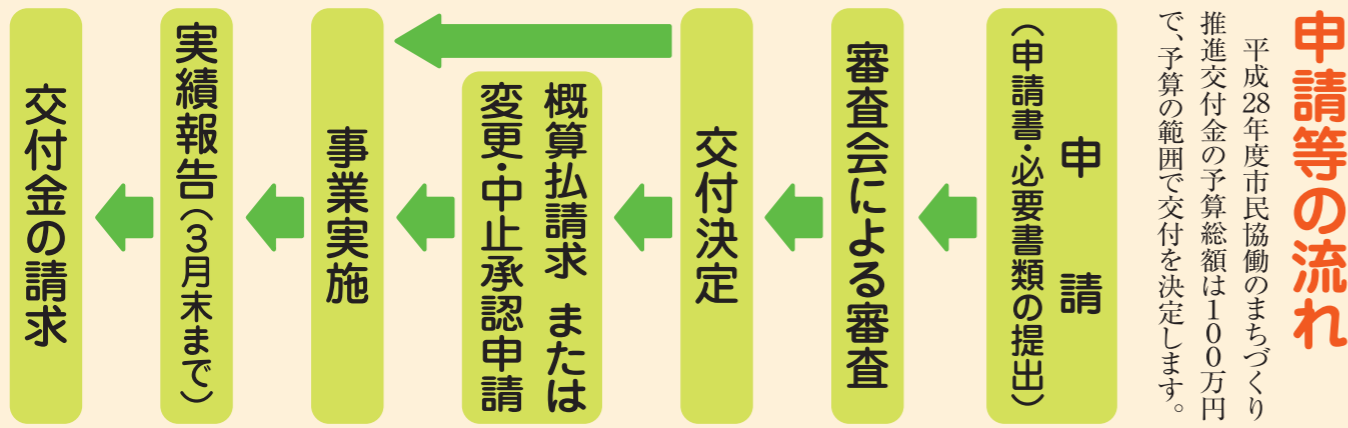 申請等の流れ
平成28年度市民協働のまちづくり
推進交付金の予算総額は100万円
で、予算の範囲で交付を決定します。
申請
（申請書・必要書類の提出）
審査会による審査
交付決定
概算払請求 または
変更・中止承認申請
事業実施
実績報告（3月末まで）
交付金の請求